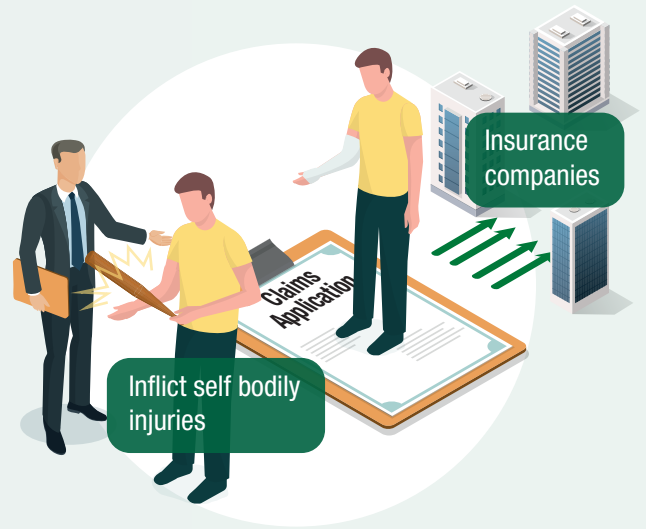 Insurance
companies
Claims
Application
Inflict self bodily
injuries